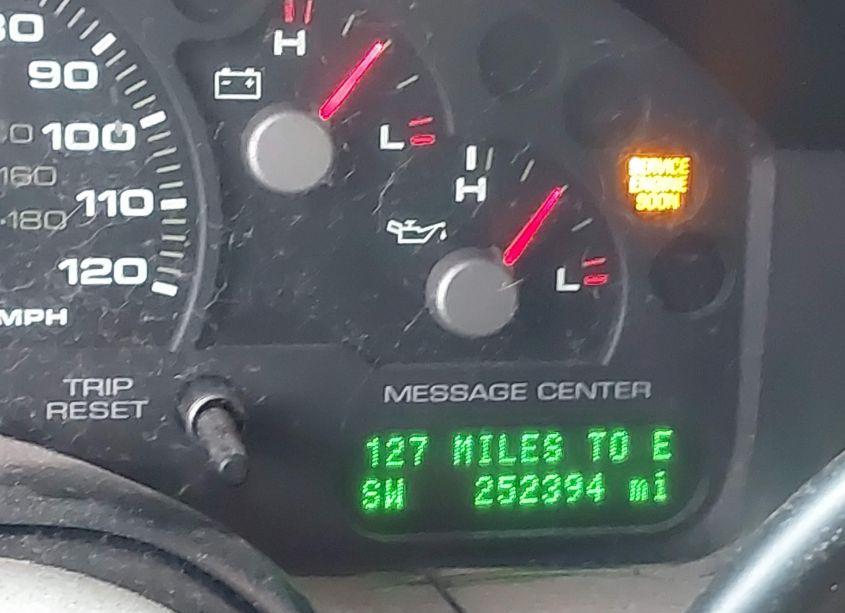 80
90
100
160
110
180
120
MPH
H
L
H
L
SERVICE
ENGINE
SOON
TRIP
RESET
MESSAGE CENTER
127 MILES TO E
SW 252394 mi